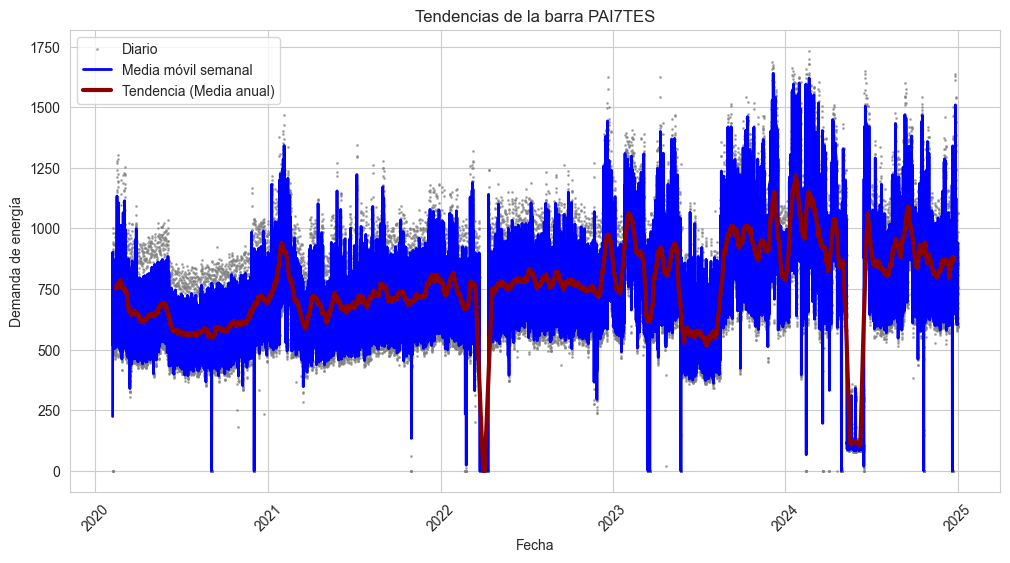 Tendencias de la barra PAI7TES
Diario
Media móvil semanal
Tendencia (Media anual)
Demanda de energía
1750
1500
1250
1000
750
500
250
0
2020
2021
2022
2023
2024
2025
Fecha